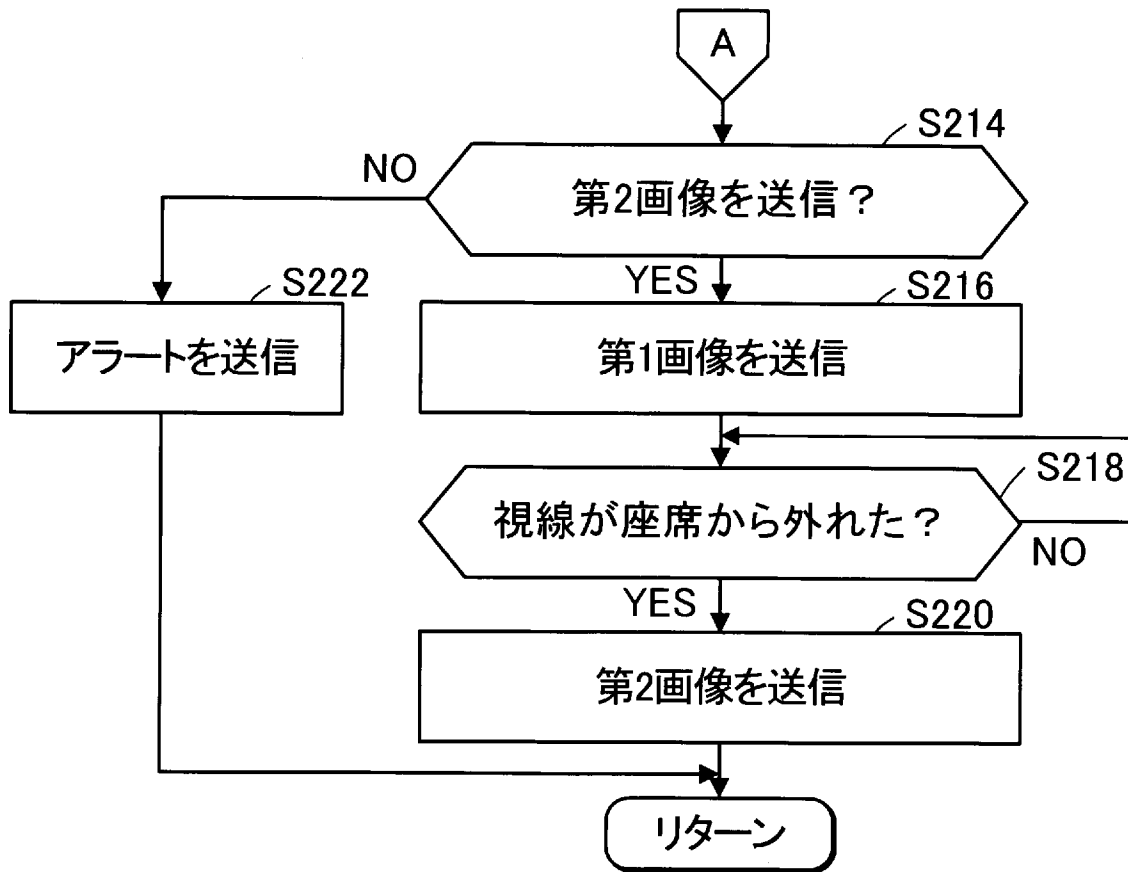 A
S214
NO
第2画像を送信？
YES
S222
S216
アラートを送信
第1画像を送信
S218
視線が座席から外れた？
NO
YES
S220
第2画像を送信
リターン